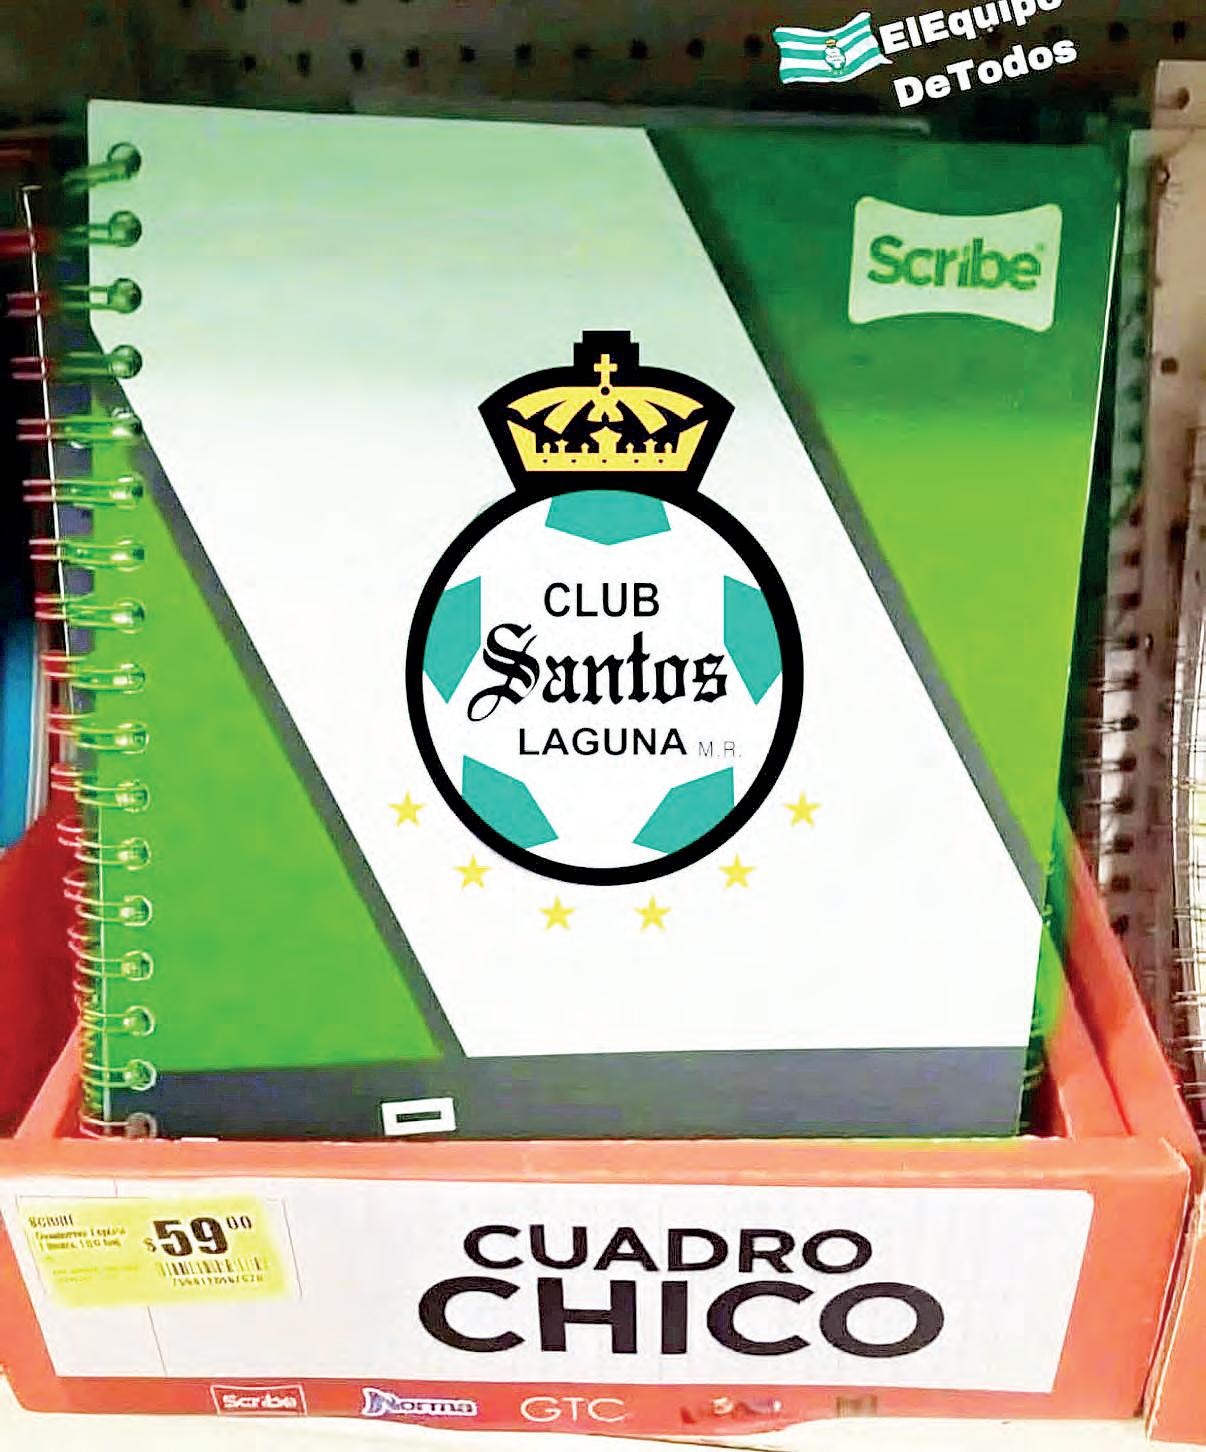 ElEquipo
DeTodos
Scribe
CLUB
Santos
LAGUNA M.R.
$59.00
CUADRO
CHICO
Scribe Norma GTC